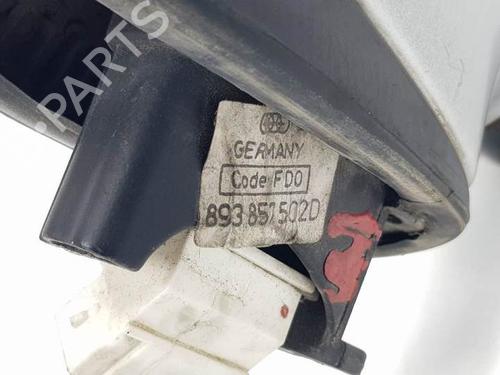 B-PARTS
GERMANY
Code FDO
893 857 502D